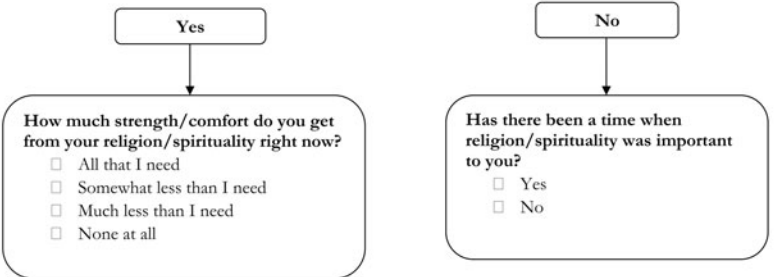 Yes
How much strength/comfort do you get
from your religion/spirituality right now?
☐ All that I need
☐ Somewhat less than I need
☐ Much less than I need
☐ None at all
No
Has there been a time when
religion/spirituality was important
to you?
☐ Yes
☐ No